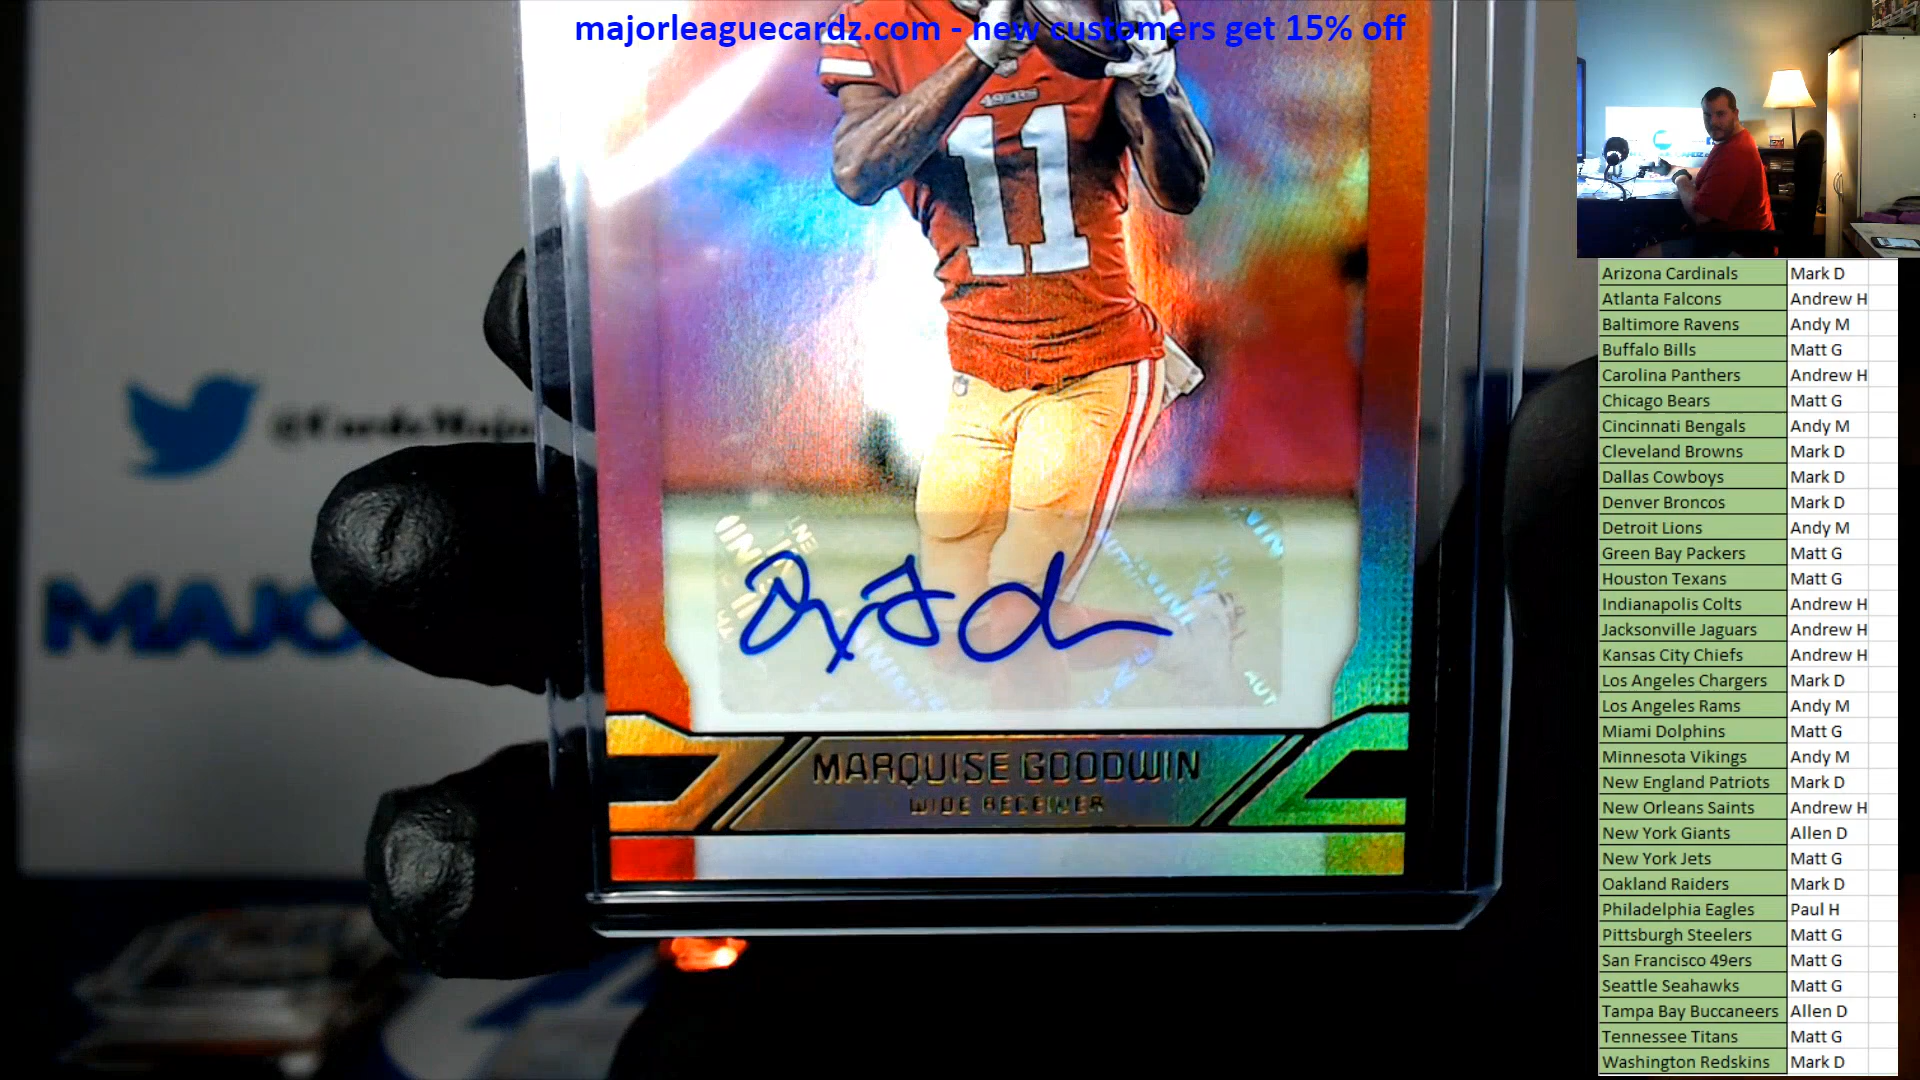 majorleaguecardz.com - new customers get 15% off
49ERS
11
MARQUISE GOODWIN
WIDE RECEIVER
MAJO
Arizona Cardinals Mark D
Atlanta Falcons Andrew H
Baltimore Ravens Andy M
Buffalo Bills Matt G
Carolina Panthers Andrew H
Chicago Bears Matt G
Cincinnati Bengals Andy M
Cleveland Browns Mark D
Dallas Cowboys Mark D
Denver Broncos Mark D
Detroit Lions Andy M
Green Bay Packers Matt G
Houston Texans Matt G
Indianapolis Colts Andrew H
Jacksonville Jaguars Andrew H
Kansas City Chiefs Andrew H
Los Angeles Chargers Mark D
Los Angeles Rams Andy M
Miami Dolphins Matt G
Minnesota Vikings Andy M
New England Patriots Mark D
New Orleans Saints Andrew H
New York Giants Allen D
New York Jets Matt G
Oakland Raiders Mark D
Philadelphia Eagles Paul H
Pittsburgh Steelers Matt G
San Francisco 49ers Matt G
Seattle Seahawks Matt G
Tampa Bay Buccaneers Allen D
Tennessee Titans Matt G
Washington Redskins Mark D